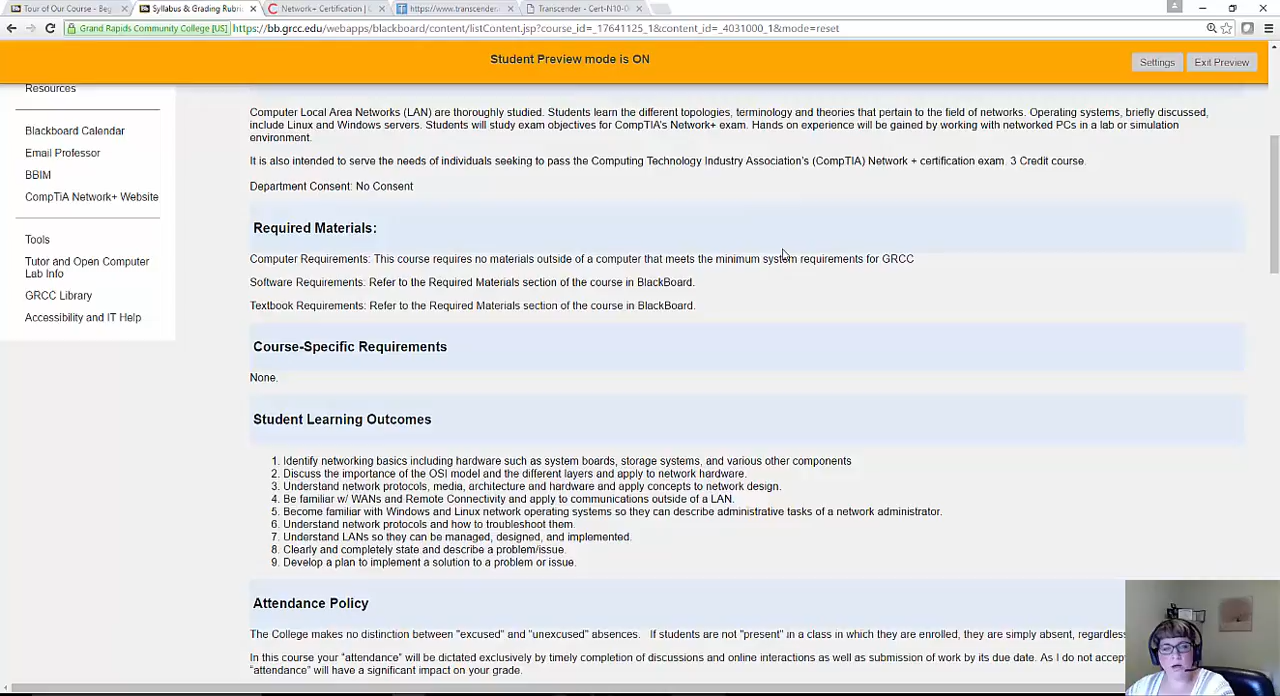 Tour of Our Course - Beg
Syllabus & Grading Rubri
Network+ Certification |
https://www.transcender.
Transcender - Cert-N10-0
Grand Rapids Community College [US]
https://bb.grcc.edu/webapps/blackboard/content/listContent.jsp?course_id=_17641125_1&content_id=_4031000_1&mode=reset
Student Preview mode is ON
Settings
Exit Preview
Resources
Blackboard Calendar
Email Professor
BBIM
CompTiA Network+ Website
Tools
Tutor and Open Computer
Lab Info
GRCC Library
Accessibility and IT Help
Computer Local Area Networks (LAN) are thoroughly studied. Students learn the different topologies, terminology and theories that pertain to the field of networks. Operating systems, briefly discussed,
include Linux and Windows servers. Students will study exam objectives for CompTIA's Network+ exam. Hands on experience will be gained by working with networked PCs in a lab or simulation
environment.
It is also intended to serve the needs of individuals seeking to pass the Computing Technology Industry Association's (CompTIA) Network + certification exam. 3 Credit course.
Department Consent: No Consent
Required Materials:
Computer Requirements: This course requires no materials outside of a computer that meets the minimum system requirements for GRCC
Software Requirements: Refer to the Required Materials section of the course in BlackBoard.
Textbook Requirements: Refer to the Required Materials section of the course in BlackBoard.
Course-Specific Requirements
None.
Student Learning Outcomes
1. Identify networking basics including hardware such as system boards, storage systems, and various other components
2. Discuss the importance of the OSI model and the different layers and apply to network hardware.
3. Understand network protocols, media, architecture and hardware and apply concepts to network design.
4. Be familiar w/ WANs and Remote Connectivity and apply to communications outside of a LAN.
5. Become familiar with Windows and Linux network operating systems so they can describe administrative tasks of a network administrator.
6. Understand network protocols and how to troubleshoot them.
7. Understand LANs so they can be managed, designed, and implemented.
8. Clearly and completely state and describe a problem/issue.
9. Develop a plan to implement a solution to a problem or issue.
Attendance Policy
The College makes no distinction between "excused" and "unexcused" absences. If students are not "present" in a class in which they are enrolled, they are simply absent, regardles
In this course your "attendance" will be dictated exclusively by timely completion of discussions and online interactions as well as submission of work by its due date. As I do not accep
"attendance" will have a significant impact on your grade.